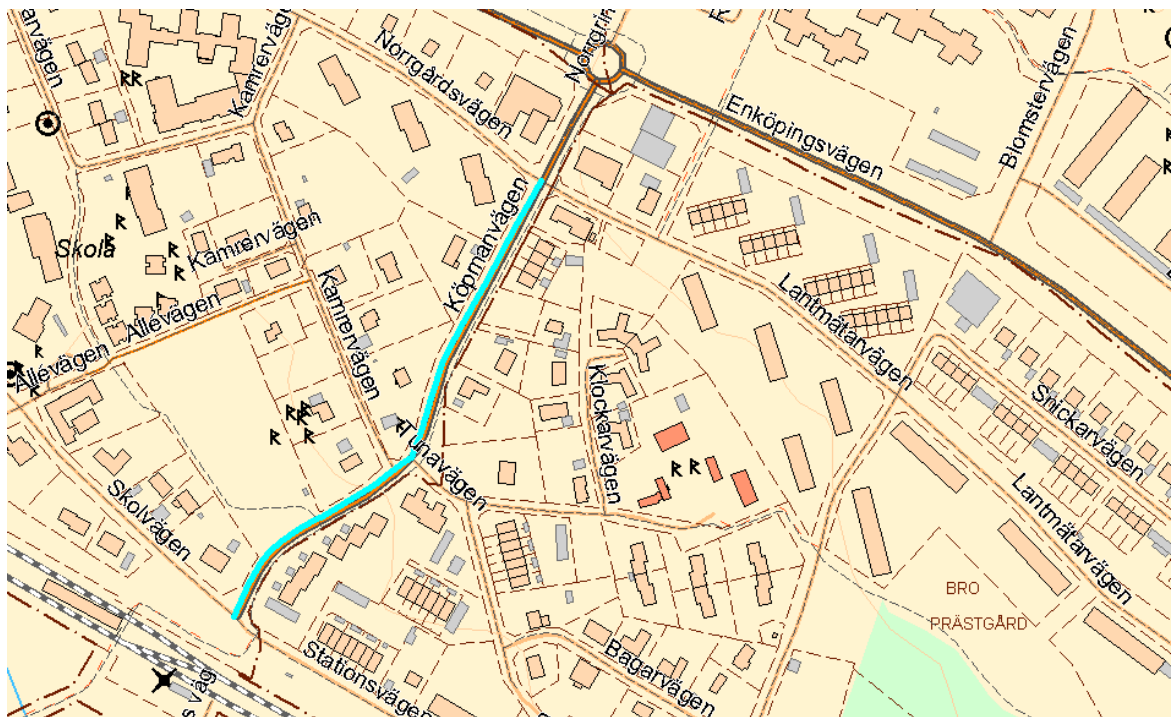 Kamrervägen
Norrgårdsvägen
Enköpingsvägen
Blomstervägen
Köpmanvägen
Skola
Kamrervägen
Allévägen
Allévägen
Kamrervägen
Lantmätarvägen
Snickarvägen
Klockarvägen
Tunavägen
Skolvägen
Lantmätarvägen
BRO
PRÄSTGÅRD
Stationsvägen
Bagarvägen